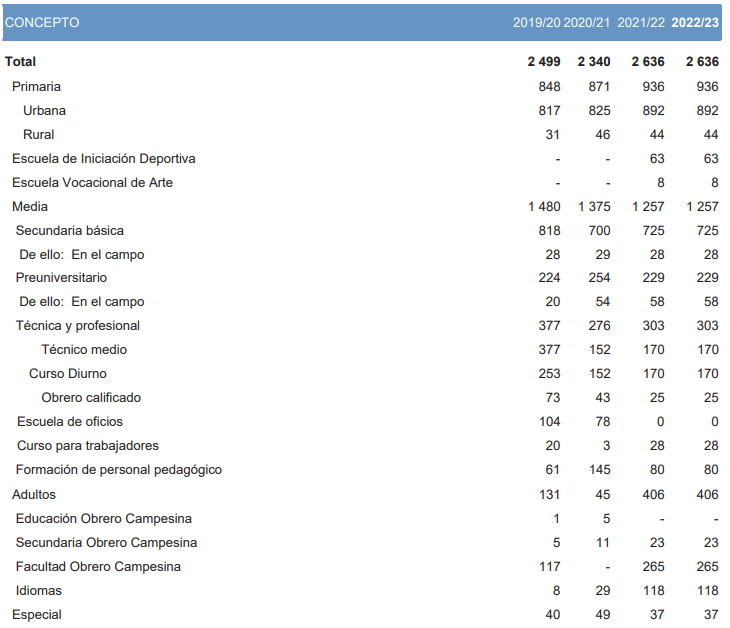 CONCEPTO 2019/20 2020/21 2021/22 2022/23
Total 2 499 2 340 2 636 2 636
Primaria 848 871 936 936
Urbana 817 825 892 892
Rural 31 46 44 44
Escuela de Iniciación Deportiva - - 63 63
Escuela Vocacional de Arte - - 8 8
Media 1 480 1 375 1 257 1 257
Secundaria básica 818 700 725 725
De ello: En el campo 28 29 28 28
Preuniversitario 224 254 229 229
De ello: En el campo 20 54 58 58
Técnica y profesional 377 276 303 303
Técnico medio 377 152 170 170
Curso Diurno 253 152 170 170
Obrero calificado 73 43 25 25
Escuela de oficios 104 78 0 0
Curso para trabajadores 20 3 28 28
Formación de personal pedagógico 61 145 80 80
Adultos 131 45 406 406
Educación Obrero Campesina 1 5 - -
Secundaria Obrero Campesina 5 11 23 23
Facultad Obrero Campesina 117 - 265 265
Idiomas 8 29 118 118
Especial 40 49 37 37